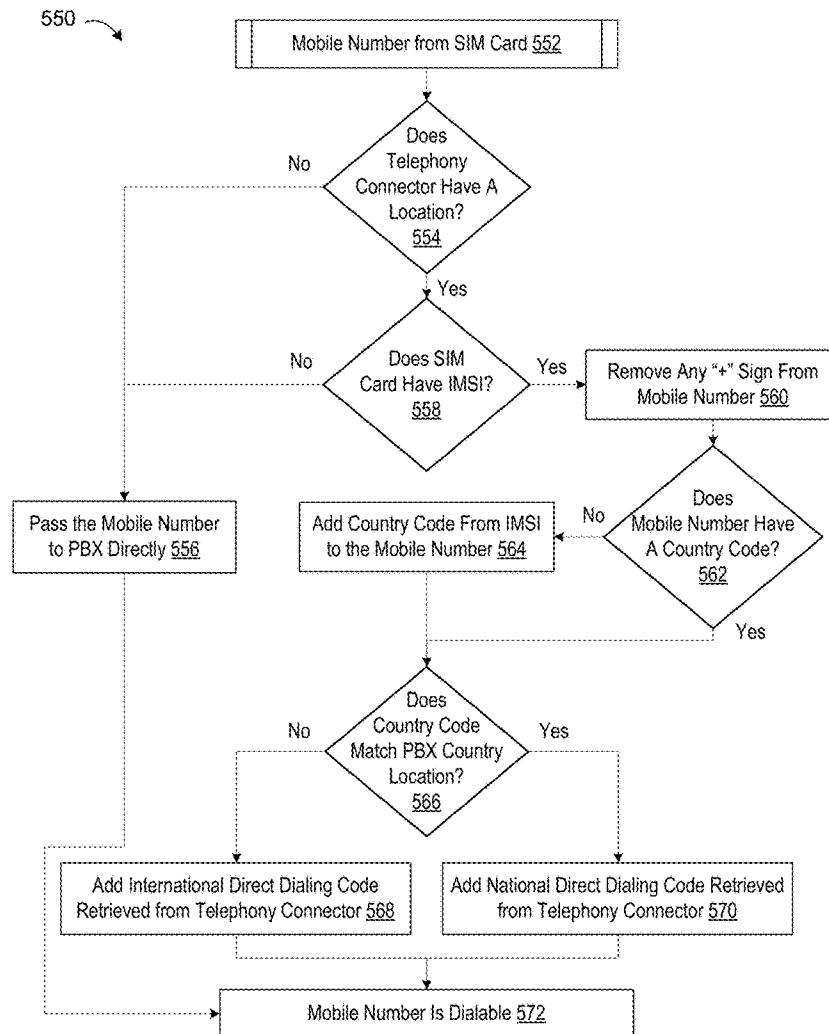 550
Mobile Number from SIM Card 552
Does
Telephony
Connector Have A
Location?
554
No
Yes
Does SIM
Card Have IMSI?
558
No
Yes
Remove Any "+" Sign From
Mobile Number 560
Pass the Mobile Number
to PBX Directly 556
Add Country Code From IMSI
to the Mobile Number 564
No
Does
Mobile Number Have
A Country Code?
562
Yes
Does
Country Code
Match PBX Country
Location?
566
No
Yes
Add International Direct Dialing Code
Retrieved from Telephony Connector 568
Add National Direct Dialing Code Retrieved
from Telephony Connector 570
Mobile Number Is Dialable 572